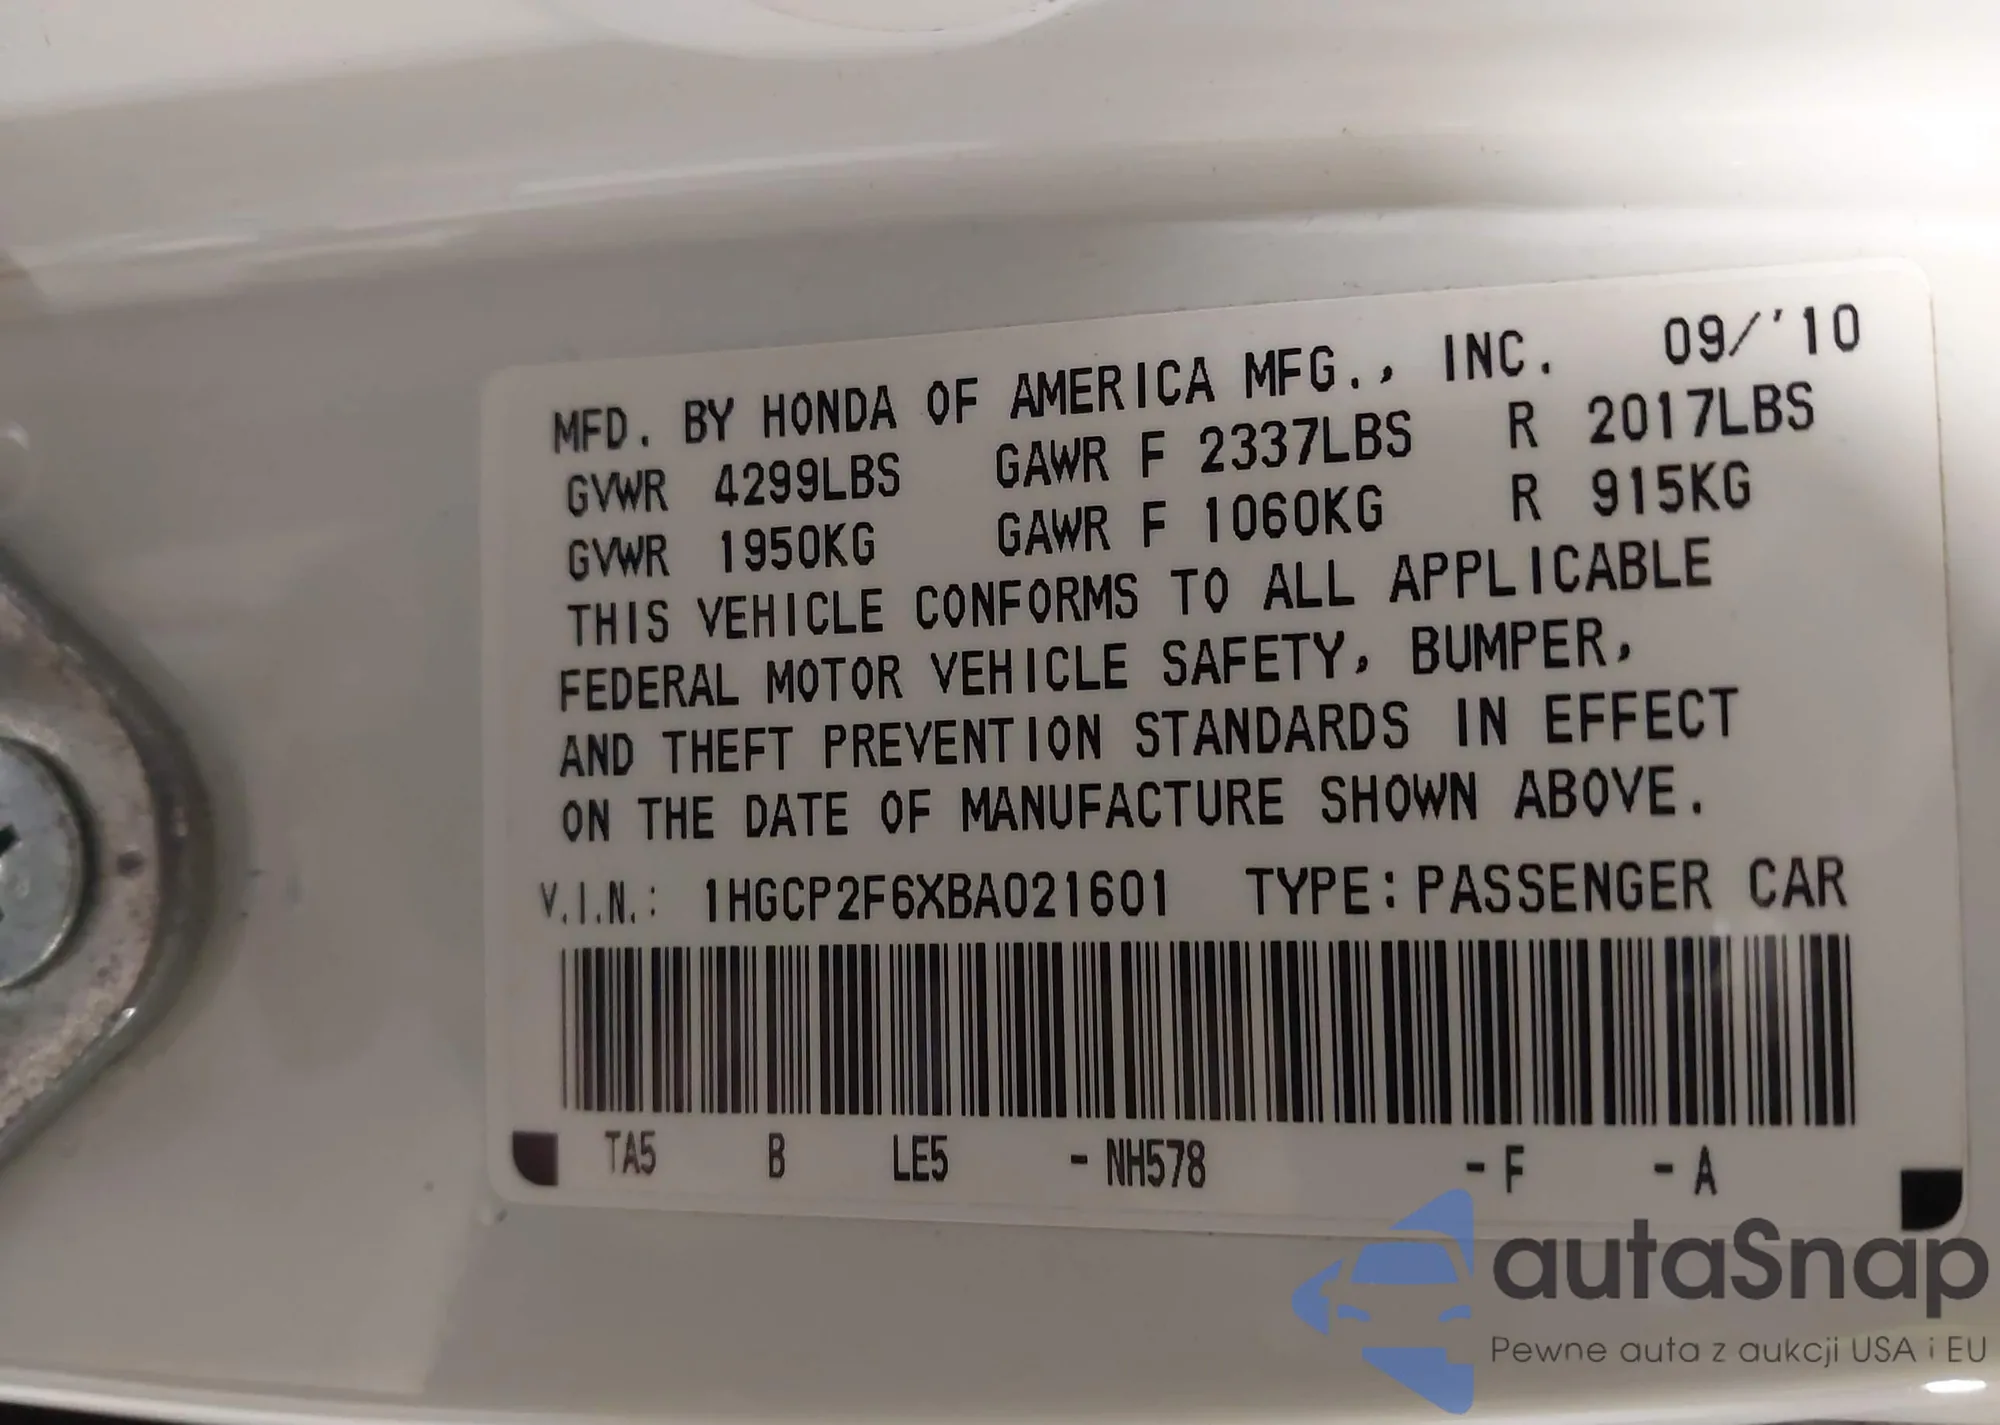 MFD. BY HONDA OF AMERICA MFG., INC. 09/'10
GVWR 4299LBS GAWR F 2337LBS R 2017LBS
GVWR 1950KG GAWR F 1060KG R 915KG
THIS VEHICLE CONFORMS TO ALL APPLICABLE
FEDERAL MOTOR VEHICLE SAFETY, BUMPER,
AND THEFT PREVENTION STANDARDS IN EFFECT
ON THE DATE OF MANUFACTURE SHOWN ABOVE.
V.I.N.: 1HGCP2F6XBA021601 TYPE:PASSENGER CAR
TA5 B LE5 -NH578 -F -A
autaSnap
Pewne auta z aukcji USA i EU